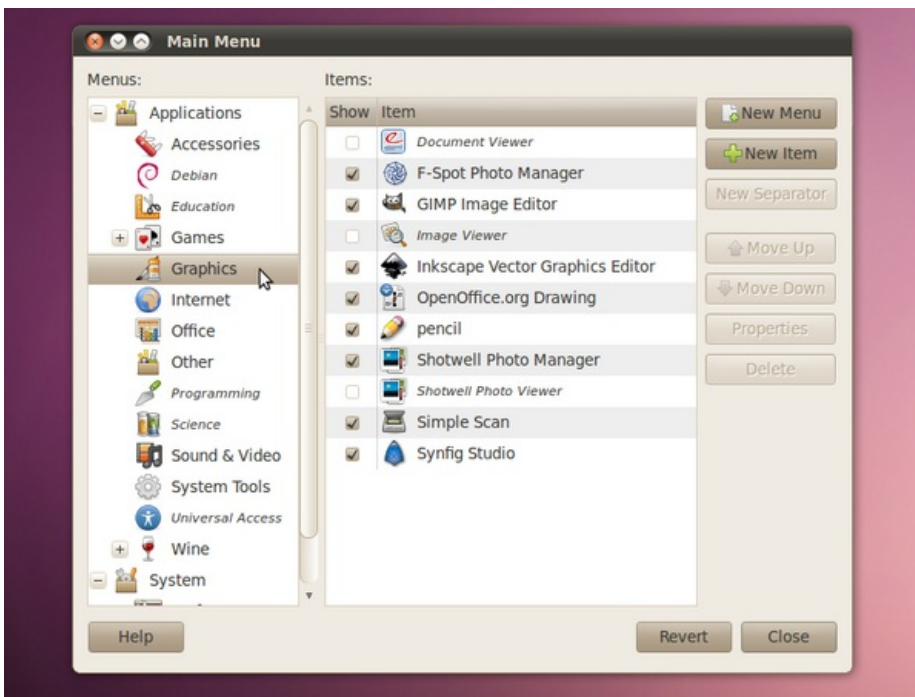 Main Menu
Menus:
Applications
Accessories
Debian
Education
Games
Graphics
Internet
Office
Other
Programming
Science
Sound & Video
System Tools
Universal Access
Wine
System
Items:
Show Item
Document Viewer
F-Spot Photo Manager
GIMP Image Editor
Image Viewer
Inkscape Vector Graphics Editor
OpenOffice.org Drawing
pencil
Shotwell Photo Manager
Shotwell Photo Viewer
Simple Scan
Synfig Studio
New Menu
New Item
New Separator
Move Up
Move Down
Properties
Delete
Help
Revert
Close